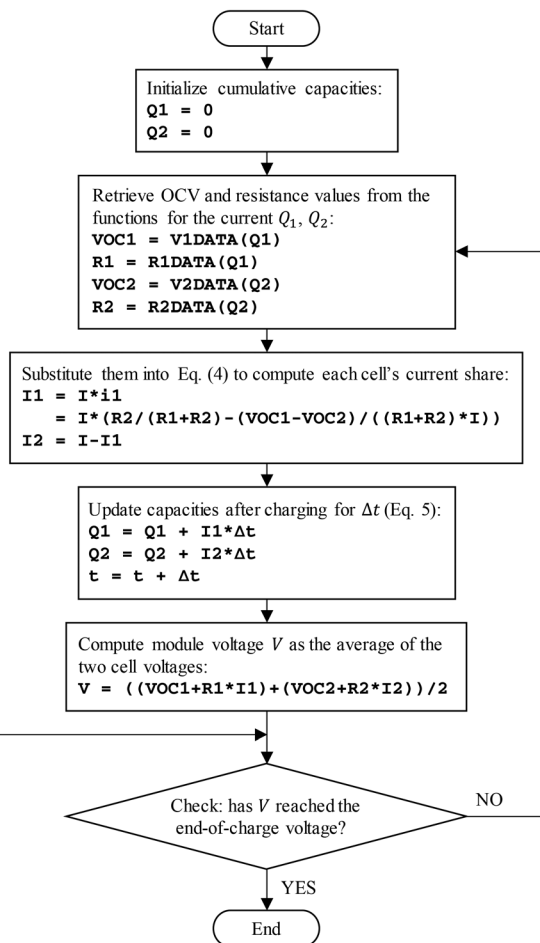 Start
Initialize cumulative capacities:
Q1 = 0
Q2 = 0
Retrieve OCV and resistance values from the
functions for the current Q₁, Q₂:
VOC1 = V1DATA(Q1)
R1 = R1DATA(Q1)
VOC2 = V2DATA(Q2)
R2 = R2DATA(Q2)
Substitute them into Eq. (4) to compute each cell’s current share:
I1 = I*i1
= I*(R2/(R1+R2)-(VOC1-VOC2)/((R1+R2)*I))
I2 = I-I1
Update capacities after charging for Δt (Eq. 5):
Q1 = Q1 + I1*Δt
Q2 = Q2 + I2*Δt
t = t + Δt
Compute module voltage V as the average of the
two cell voltages:
V = ((VOC1+R1*I1)+(VOC2+R2*I2))/2
Check: has V reached the
end-of-charge voltage?
NO
YES
End